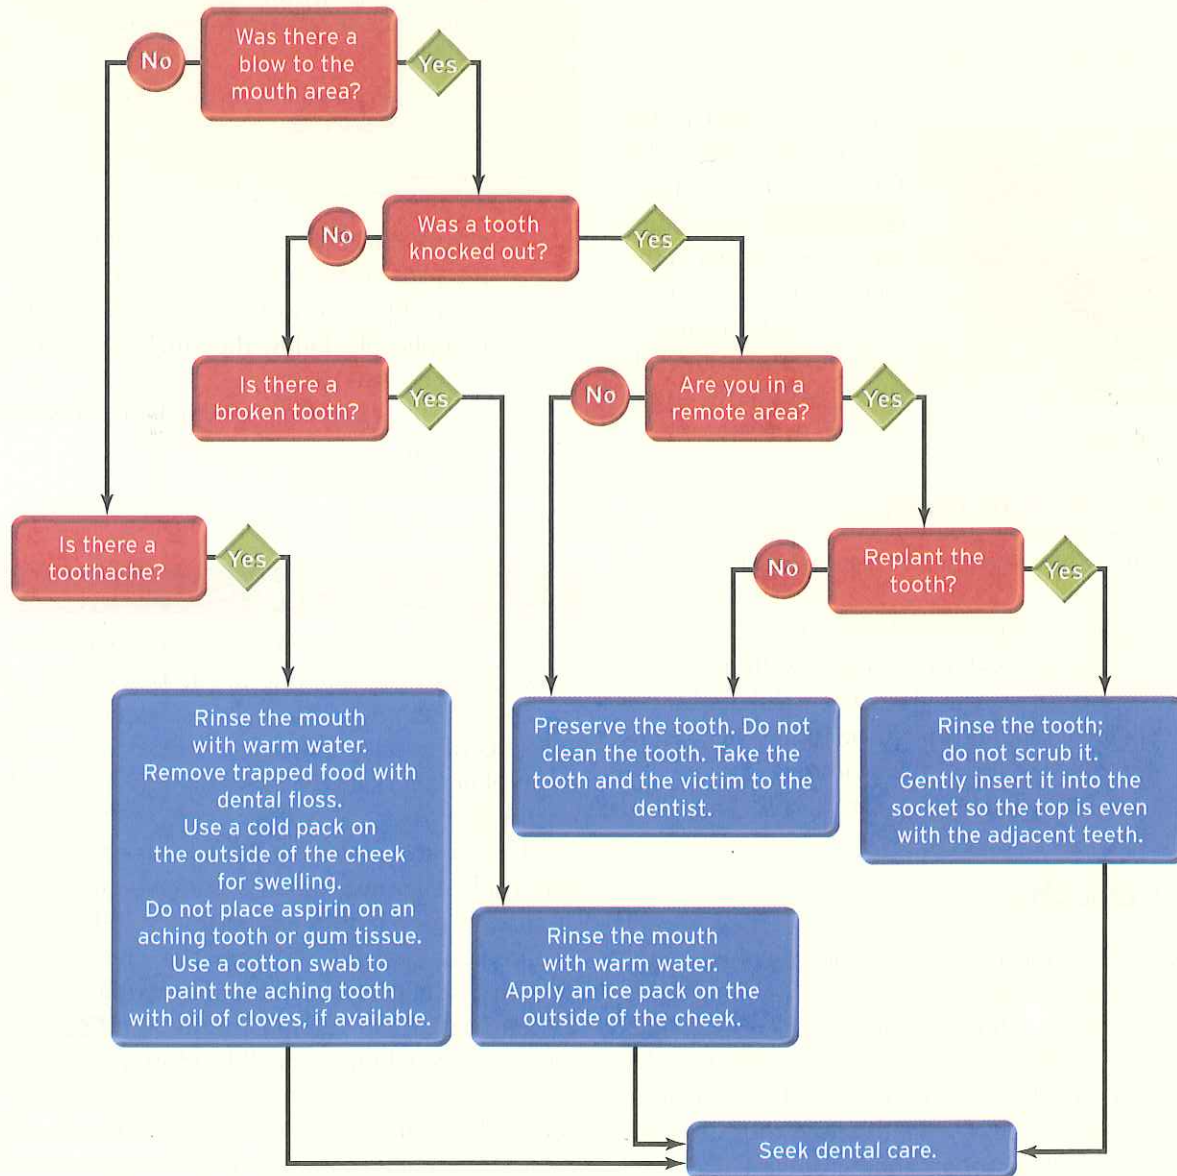 Was there a
blow to the
mouth area?
No
Yes
Was a tooth
knocked out?
No
Yes
Is there a
broken tooth?
Yes
Are you in a
remote area?
No
Yes
Is there a
toothache?
Yes
Replant the
tooth?
No
Yes
Rinse the mouth
with warm water.
Remove trapped food with
dental floss.
Use a cold pack on
the outside of the cheek
for swelling.
Do not place aspirin on an
aching tooth or gum tissue.
Use a cotton swab to
paint the aching tooth
with oil of cloves, if available.
Preserve the tooth. Do not
clean the tooth. Take the
tooth and the victim to the
dentist.
Rinse the tooth;
do not scrub it.
Gently insert it into the
socket so the top is even
with the adjacent teeth.
Rinse the mouth
with warm water.
Apply an ice pack on the
outside of the cheek.
Seek dental care.